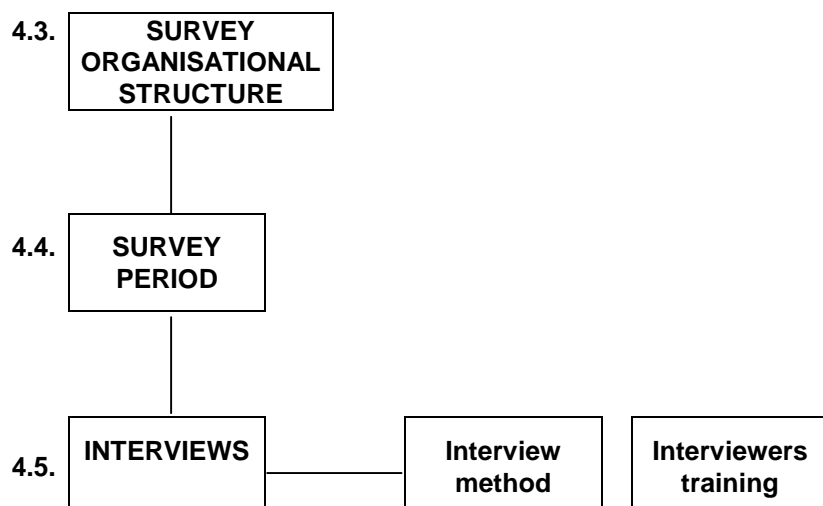 4.3. SURVEY
ORGANISATIONAL
STRUCTURE
4.4. SURVEY
PERIOD
4.5. INTERVIEWS
Interview
method
Interviewers
training